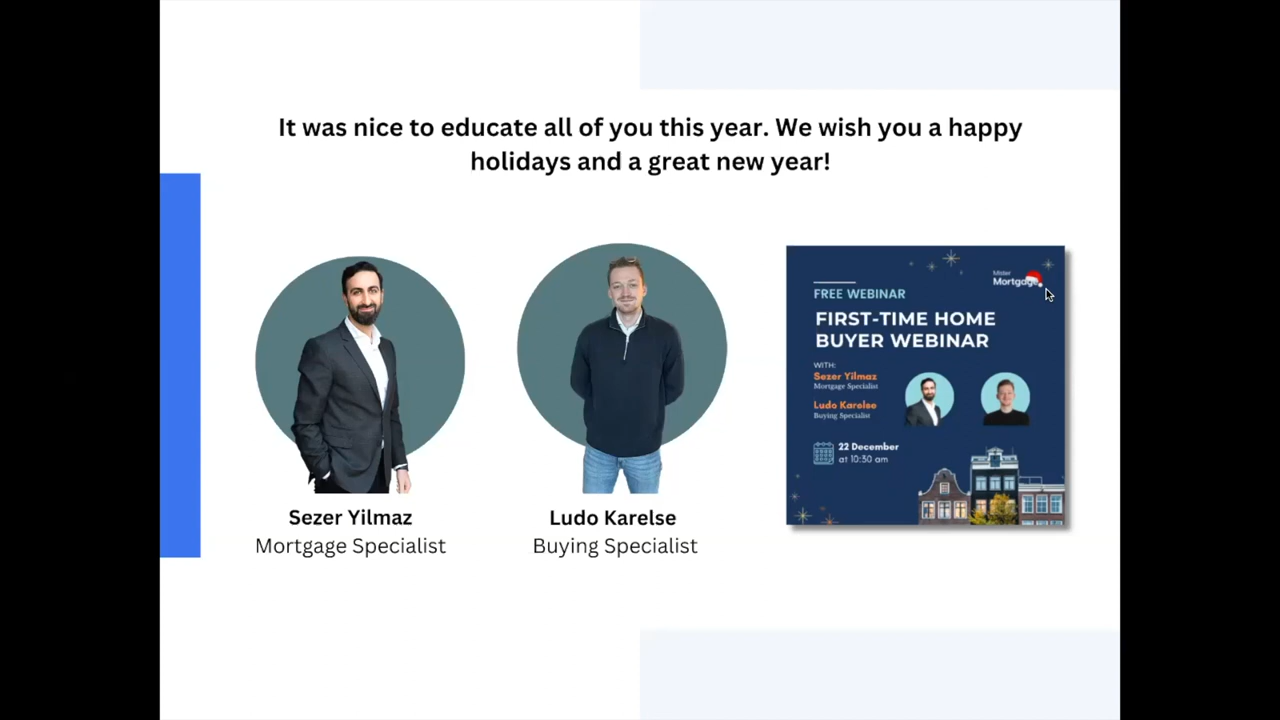 It was nice to educate all of you this year. We wish you a happy
holidays and a great new year!
Sezer Yilmaz
Mortgage Specialist
Ludo Karelse
Buying Specialist
Mister
Mortgage
FREE WEBINAR
FIRST-TIME HOME
BUYER WEBINAR
WITH:
Sezer Yilmaz
Mortgage Specialist
Ludo Karelse
Buying Specialist
22 December
at 10:30 am